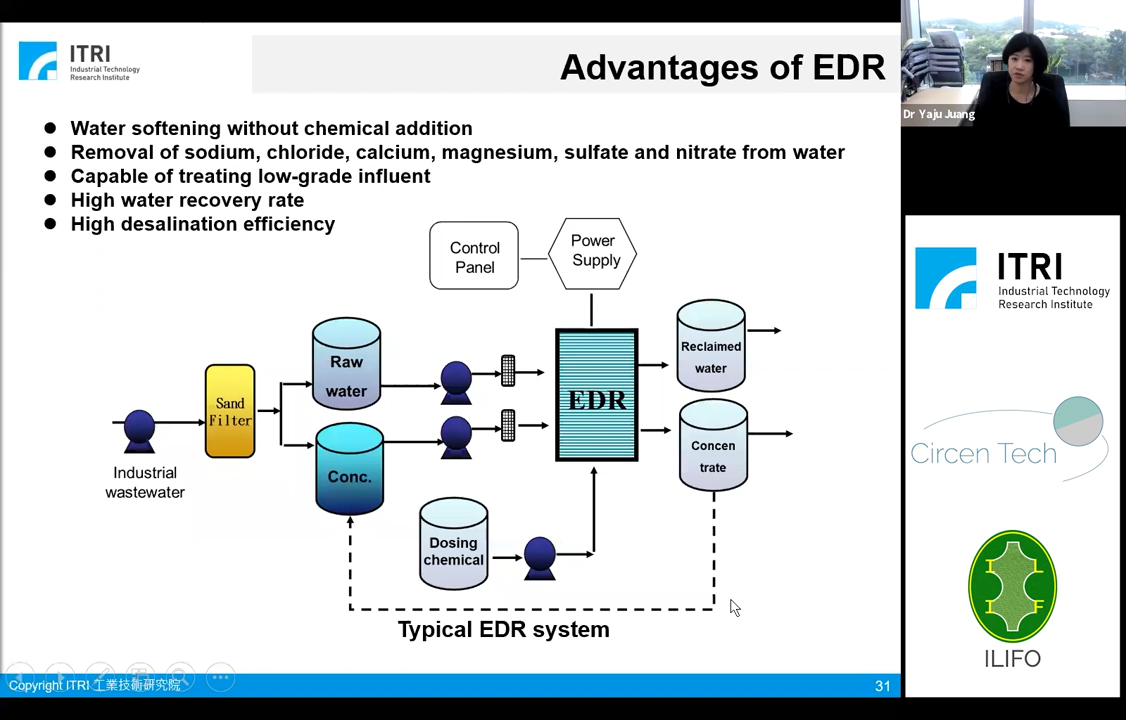 ITRI
Industrial Technology
Research Institute
Advantages of EDR
Water softening without chemical addition
Removal of sodium, chloride, calcium, magnesium, sulfate and nitrate from water
Capable of treating low-grade influent
High water recovery rate
High desalination efficiency
Control
Panel
Power
Supply
Raw
water
Reclaimed
water
Sand
Filter
EDR
Conc.
Concen
trate
Industrial
wastewater
Dosing
chemical
Typical EDR system
Copyright ITRI 工業技術研究院
31
Dr Yaju Juang
ITRI
Industrial Technology
Research Institute
Circen Tech
I F
ILIFO